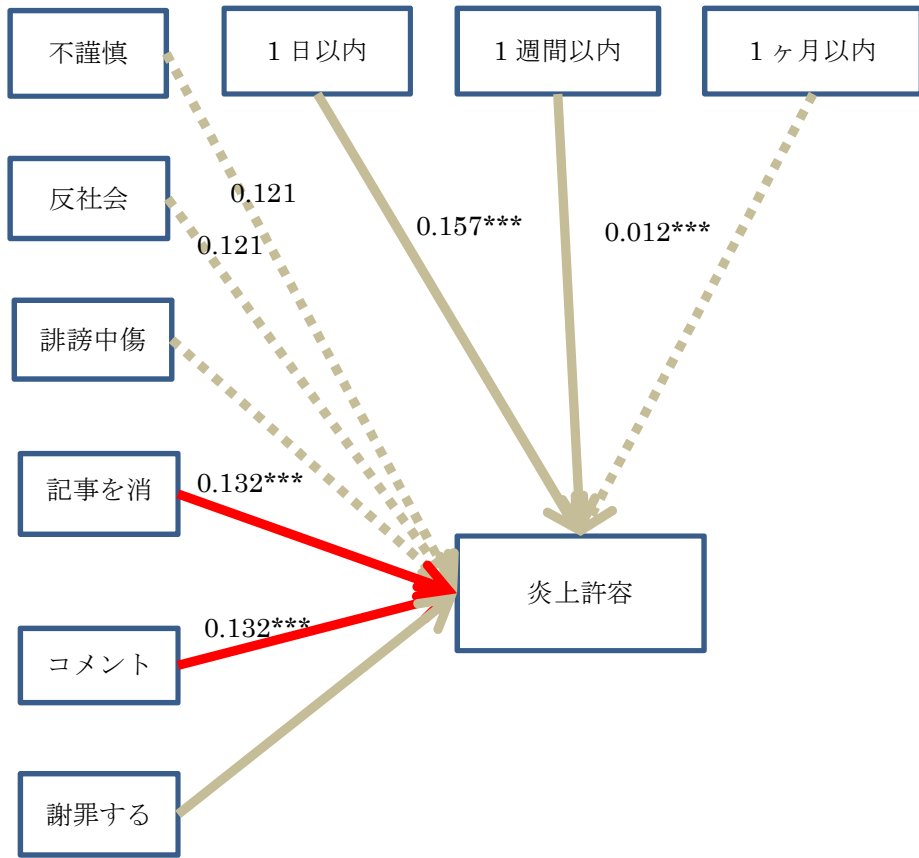 不謹慎
１日以内
１週間以内
１ヶ月以内
反社会
0.121
0.121
0.157***
0.012***
誹謗中傷
記事を消
0.132***
炎上許容
コメント
0.132***
謝罪する